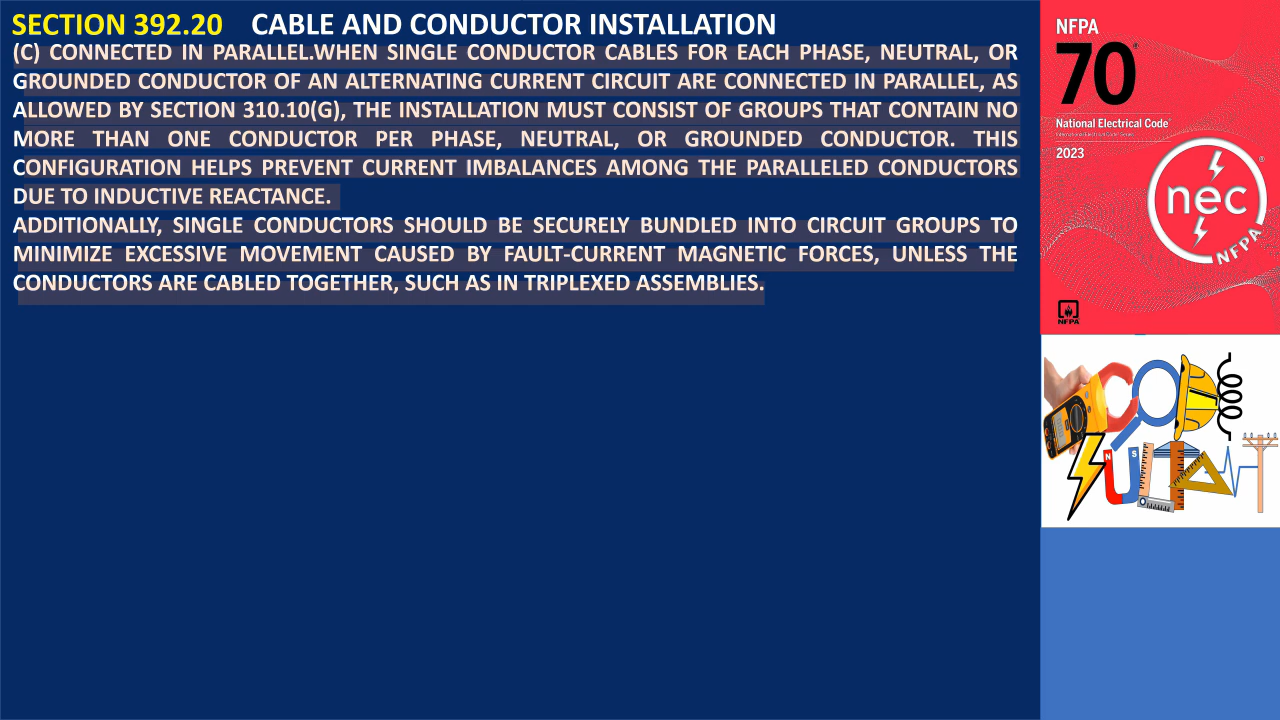 SECTION 392.20 CABLE AND CONDUCTOR INSTALLATION
(C) CONNECTED IN PARALLEL.WHEN SINGLE CONDUCTOR CABLES FOR EACH PHASE, NEUTRAL, OR
GROUNDED CONDUCTOR OF AN ALTERNATING CURRENT CIRCUIT ARE CONNECTED IN PARALLEL, AS
ALLOWED BY SECTION 310.10(G), THE INSTALLATION MUST CONSIST OF GROUPS THAT CONTAIN NO
MORE THAN ONE CONDUCTOR PER PHASE, NEUTRAL, OR GROUNDED CONDUCTOR. THIS
CONFIGURATION HELPS PREVENT CURRENT IMBALANCES AMONG THE PARALLELED CONDUCTORS
DUE TO INDUCTIVE REACTANCE.
ADDITIONALLY, SINGLE CONDUCTORS SHOULD BE SECURELY BUNDLED INTO CIRCUIT GROUPS TO
MINIMIZE EXCESSIVE MOVEMENT CAUSED BY FAULT-CURRENT MAGNETIC FORCES, UNLESS THE
CONDUCTORS ARE CABLED TOGETHER, SUCH AS IN TRIPLEXED ASSEMBLIES.
NFPA
70®
National Electrical Code®
International Electrical Code® Series
2023
nec®
NFPA
NFPA
N S